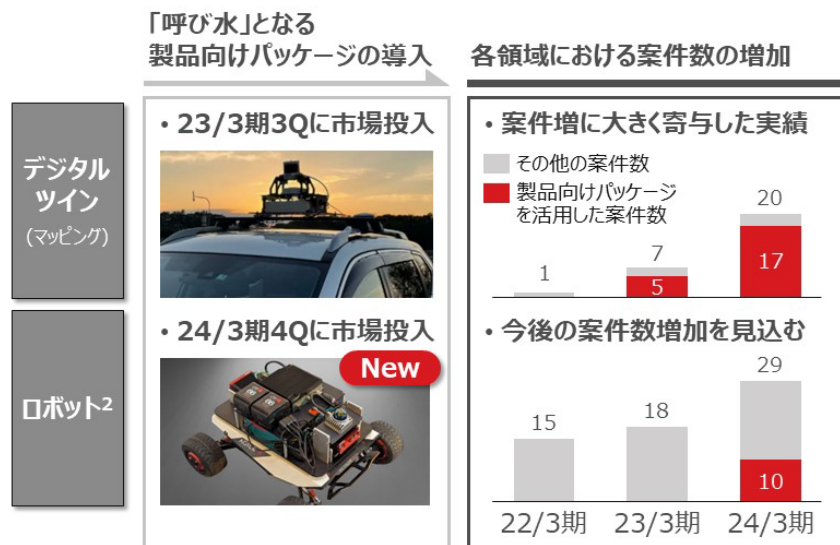 「呼び水」となる
製品向けパッケージの導入
各領域における案件数の増加
デジタル
ツイン
(マッピング)
・23/3期3Qに市場投入
・案件増に大きく寄与した実績
その他の案件数
製品向けパッケージ
を活用した案件数
1
7
5
20
17
ロボット2
・24/3期4Qに市場投入
New
・今後の案件数増加を見込む
15
18
29
10
22/3期
23/3期
24/3期